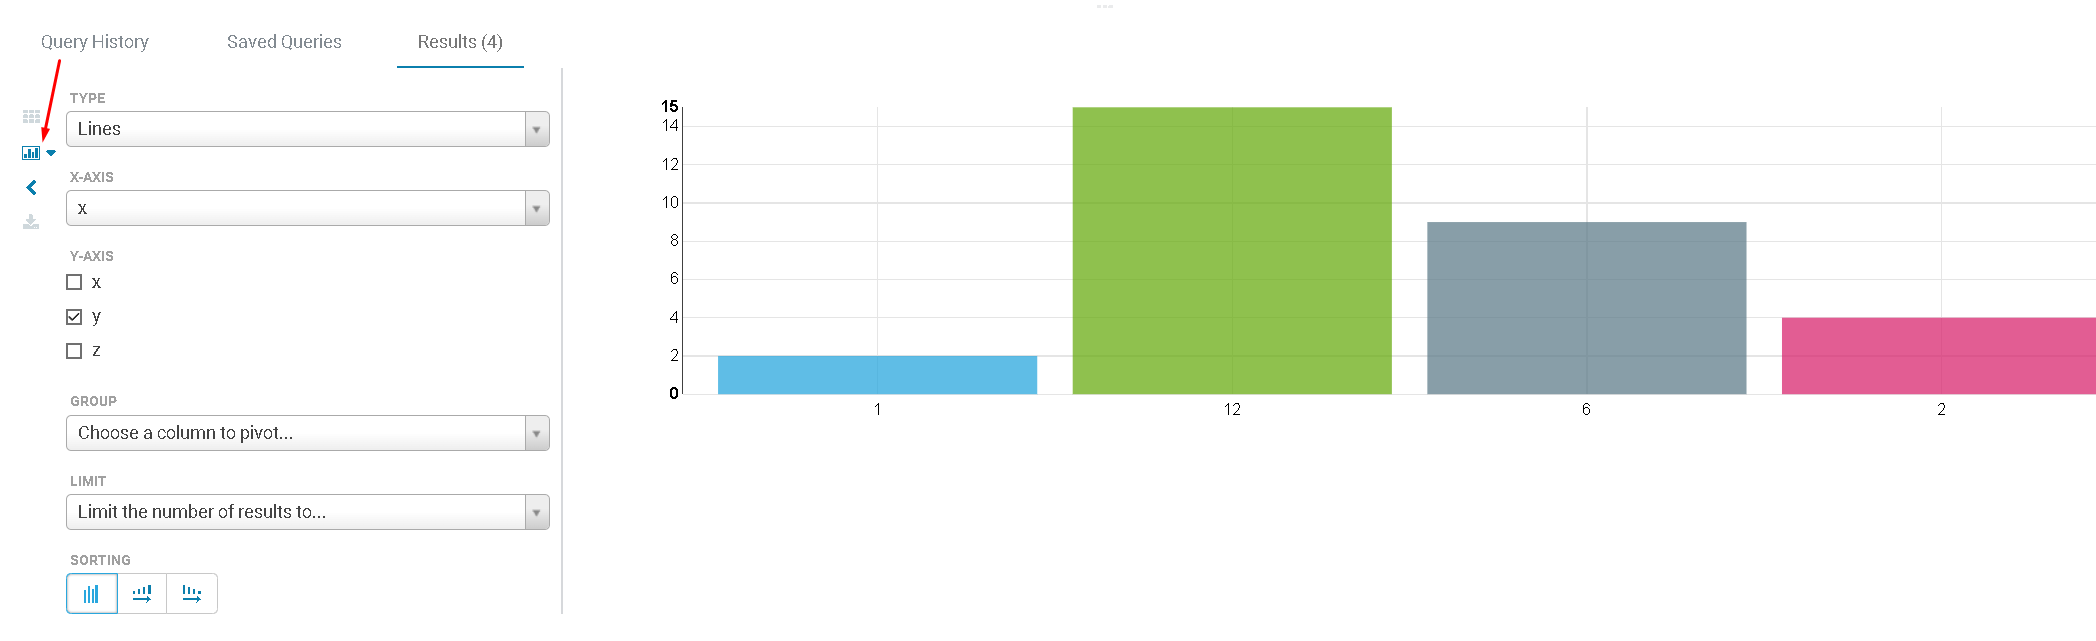 Query History
Saved Queries
Results (4)
TYPE
Lines
X-AXIS
x
Y-AXIS
x
y
z
GROUP
Choose a column to pivot...
LIMIT
Limit the number of results to...
SORTING
15
14
12
10
8
6
4
2
0
1
12
6
2